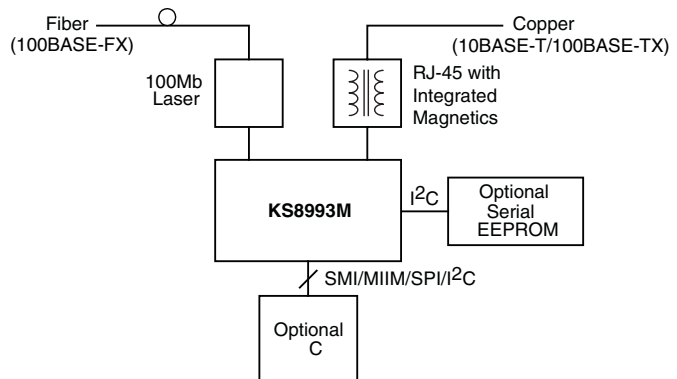 Fiber
(100BASE-FX)
Copper
(10BASE-T/100BASE-TX)
100Mb
Laser
RJ-45 with
Integrated
Magnetics
KS8993M
I2C
Optional
Serial
EEPROM
SMI/MIIM/SPI/I2C
Optional
C